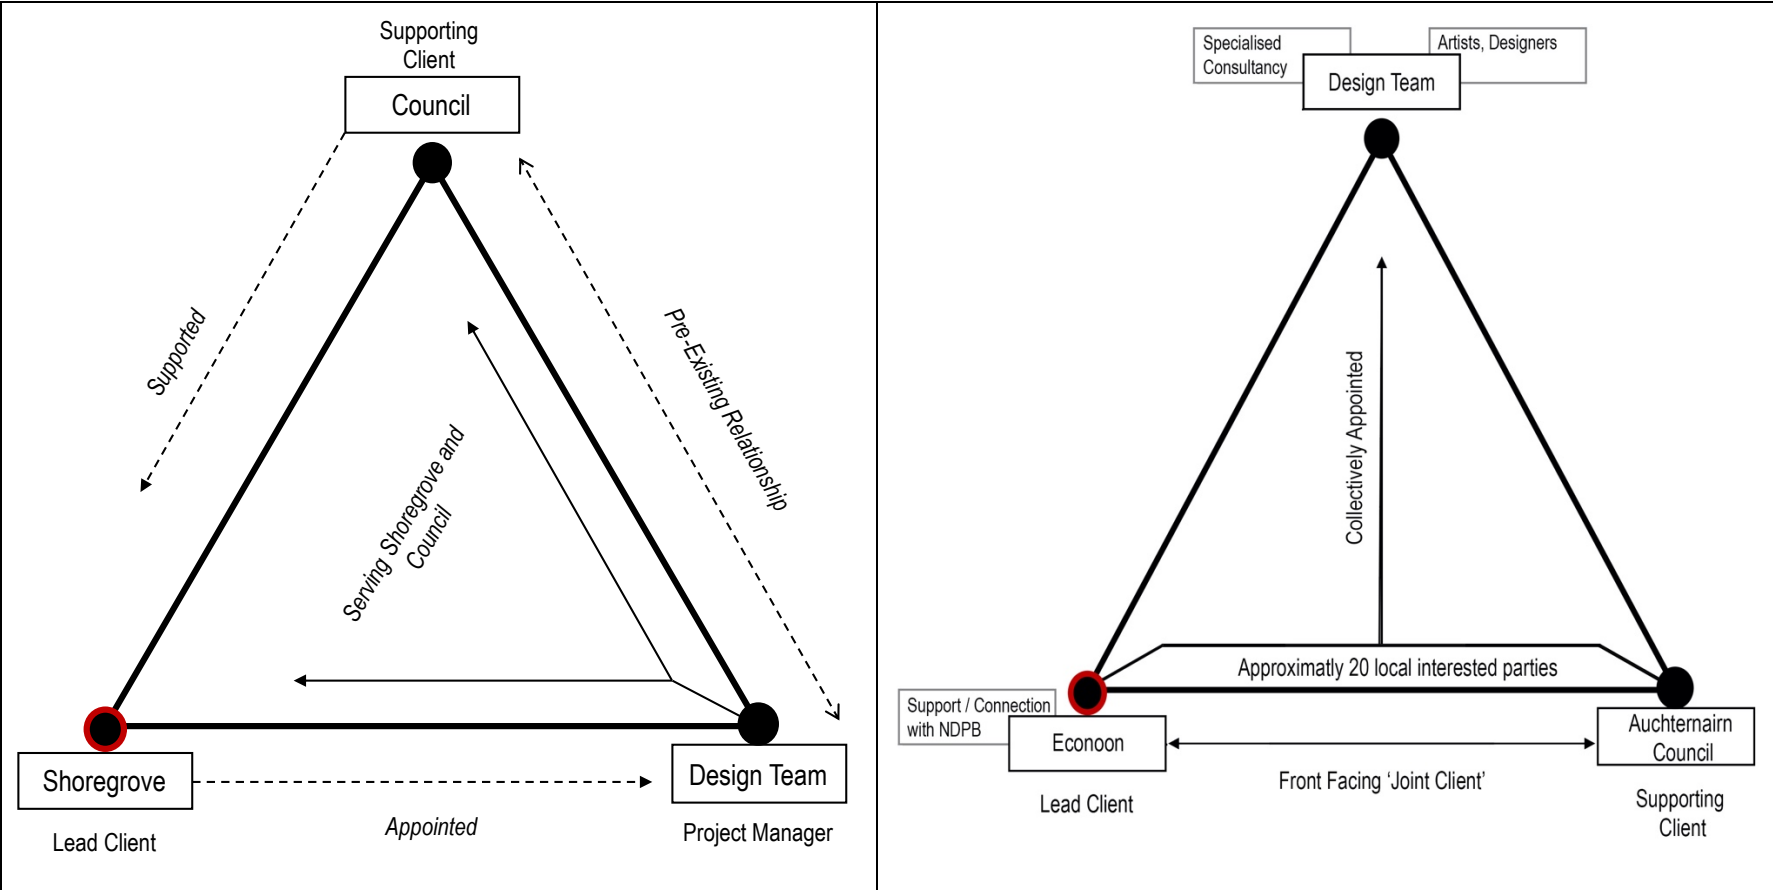 Supporting
Client
Council
Supported
Pre-Existing Relationship
Serving Shoregrove and
Council
Shoregrove
Lead Client
Appointed
Design Team
Project Manager
Specialised
Consultancy
Artists, Designers
Design Team
Collectively Appointed
Approximatly 20 local interested parties
Support / Connection
with NDPB
Econoon
Lead Client
Front Facing ‘Joint Client’
Auchternairn
Council
Supporting
Client